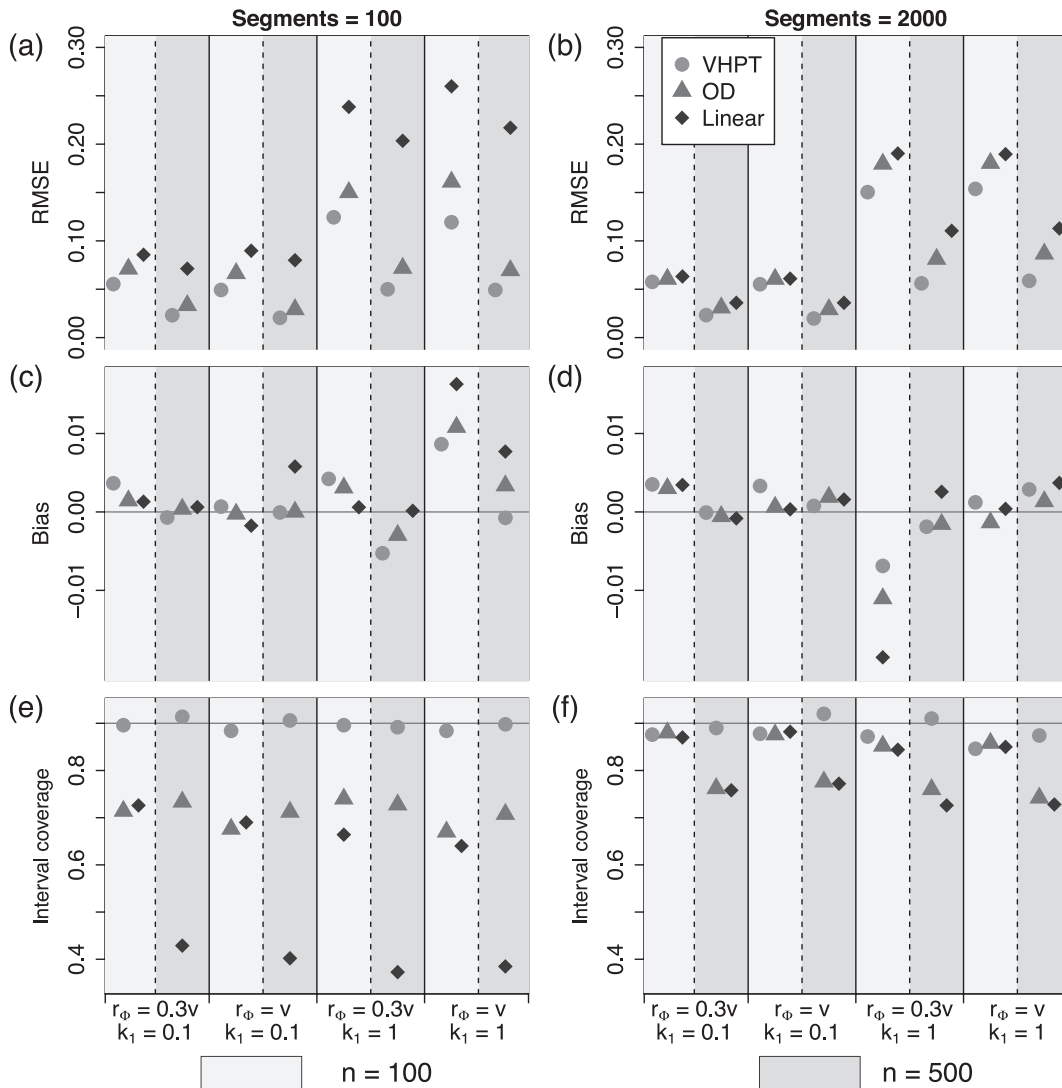 Segments = 100
Segments = 2000
(a)
(b)
RMSE
0.30
0.20
0.10
0.00
RMSE
0.30
0.20
0.10
0.00
VHPT
OD
Linear
(c)
(d)
Bias
0.01
0.00
−0.01
Bias
0.01
0.00
−0.01
(e)
(f)
Interval coverage
0.8
0.6
0.4
Interval coverage
0.8
0.6
0.4
rΦ = 0.3v rΦ = v rΦ = 0.3v rΦ = v
k1 = 0.1 k1 = 0.1 k1 = 1 k1 = 1
rΦ = 0.3v rΦ = v rΦ = 0.3v rΦ = v
k1 = 0.1 k1 = 0.1 k1 = 1 k1 = 1
n = 100
n = 500